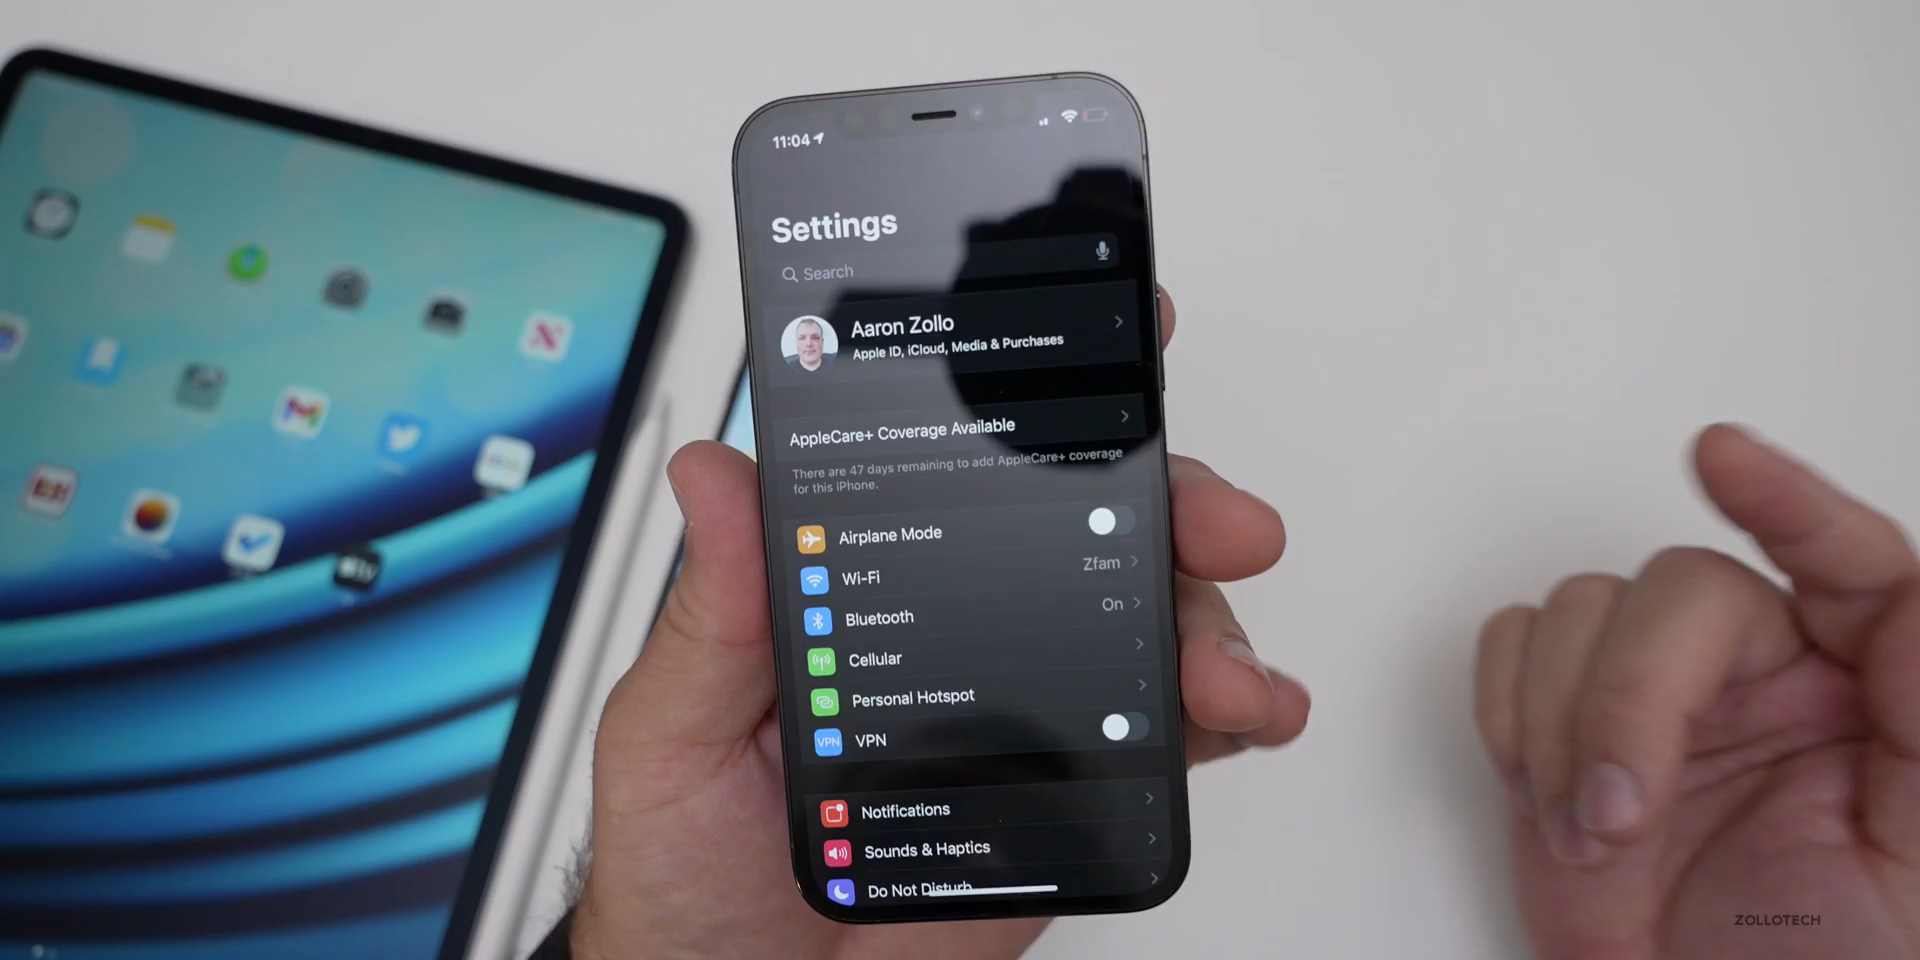 11:04
Settings
Search
Aaron Zollo
Apple ID, iCloud, Media & Purchases
AppleCare+ Coverage Available
There are 47 days remaining to add AppleCare+ coverage
for this iPhone.
Airplane Mode
Wi-Fi Zfam
Bluetooth On
Cellular
Personal Hotspot
VPN VPN
Notifications
Sounds & Haptics
Do Not Disturb
ZOLLOTECH